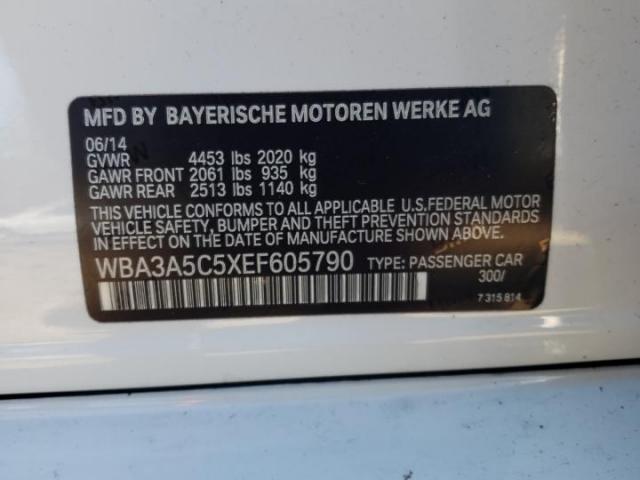 MFD BY BAYERISCHE MOTOREN WERKE AG
06/14
GVWR 4453 lbs 2020 kg
GAWR FRONT 2061 lbs 935 kg
GAWR REAR 2513 lbs 1140 kg
THIS VEHICLE CONFORMS TO ALL APPLICABLE U.S.FEDERAL MOTOR
VEHICLE SAFETY, BUMPER AND THEFT PREVENTION STANDARDS
IN EFFECT ON THE DATE OF MANUFACTURE SHOWN ABOVE.
WBA3A5C5XEF605790 TYPE: PASSENGER CAR
300/
7 315 814